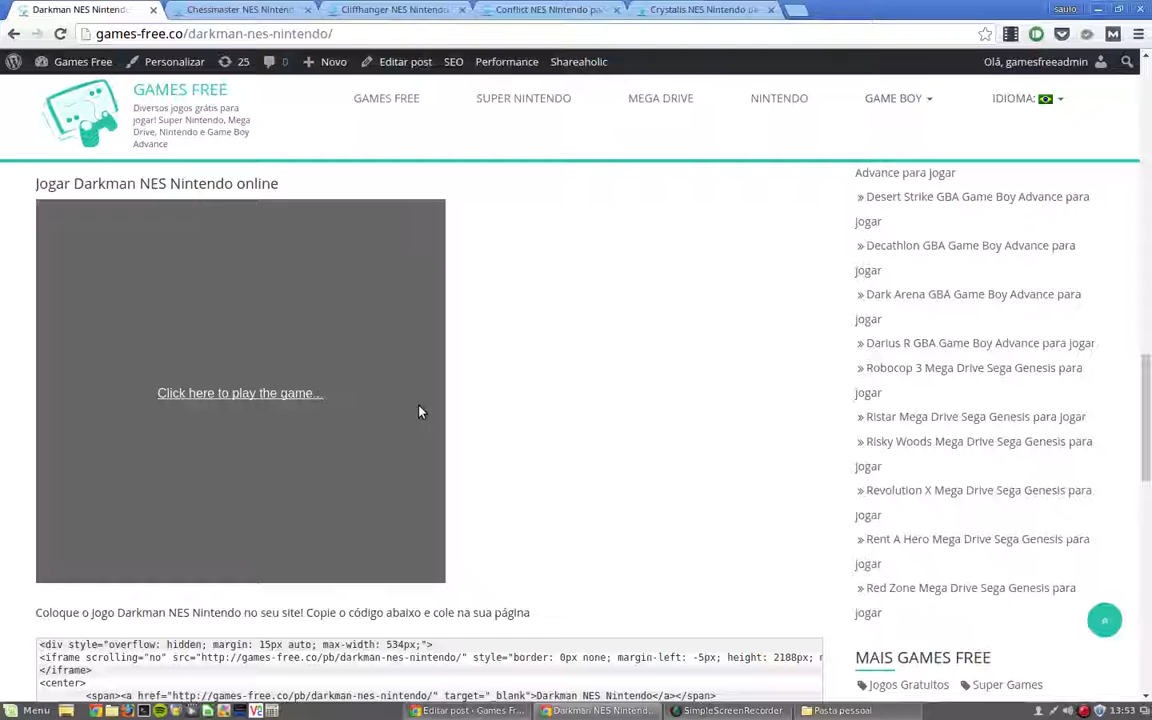 Darkman NES Nintend
Chessmaster NES Nintend
Cliffhanger NES Nintendo
Conflict NES Nintendo pa
Crystalis NES Nintendo pa
saulo
games-free.co/darkman-nes-nintendo/
Games Free
Personalizar
25
0
Novo
Editar post
SEO
Performance
Shareaholic
Olá, gamesfreeadmin
GAMES FREE
Diversos jogos grátis para
jogar! Super Nintendo, Mega
Drive, Nintendo e Game Boy
Advance
GAMES FREE
SUPER NINTENDO
MEGA DRIVE
NINTENDO
GAME BOY
IDIOMA:
Jogar Darkman NES Nintendo online
Click here to play the game...
Coloque o jogo Darkman NES Nintendo no seu site! Copie o código abaixo e cole na sua página
<div style="overflow: hidden; margin: 15px auto; max-width: 534px;">
<iframe scrolling="no" src="http://games-free.co/pb/darkman-nes-nintendo/" style="border: 0px none; margin-left: -5px; height: 2188px;
</iframe>
<center>
<span><a href="http://games-free.co/pb/darkman-nes-nintendo/" target="_blank">Darkman NES Nintendo</a></span>
Advance para jogar
» Desert Strike GBA Game Boy Advance para
jogar
» Decathlon GBA Game Boy Advance para
jogar
» Dark Arena GBA Game Boy Advance para
jogar
» Darius R GBA Game Boy Advance para jogar
» Robocop 3 Mega Drive Sega Genesis para
jogar
» Ristar Mega Drive Sega Genesis para jogar
» Risky Woods Mega Drive Sega Genesis para
jogar
» Revolution X Mega Drive Sega Genesis para
jogar
» Rent A Hero Mega Drive Sega Genesis para
jogar
» Red Zone Mega Drive Sega Genesis para
jogar
MAIS GAMES FREE
Jogos Gratuitos
Super Games
Menu
Editar post - Games Fr...
Darkman NES Nintend...
SimpleScreenRecorder
Pasta pessoal
13:53